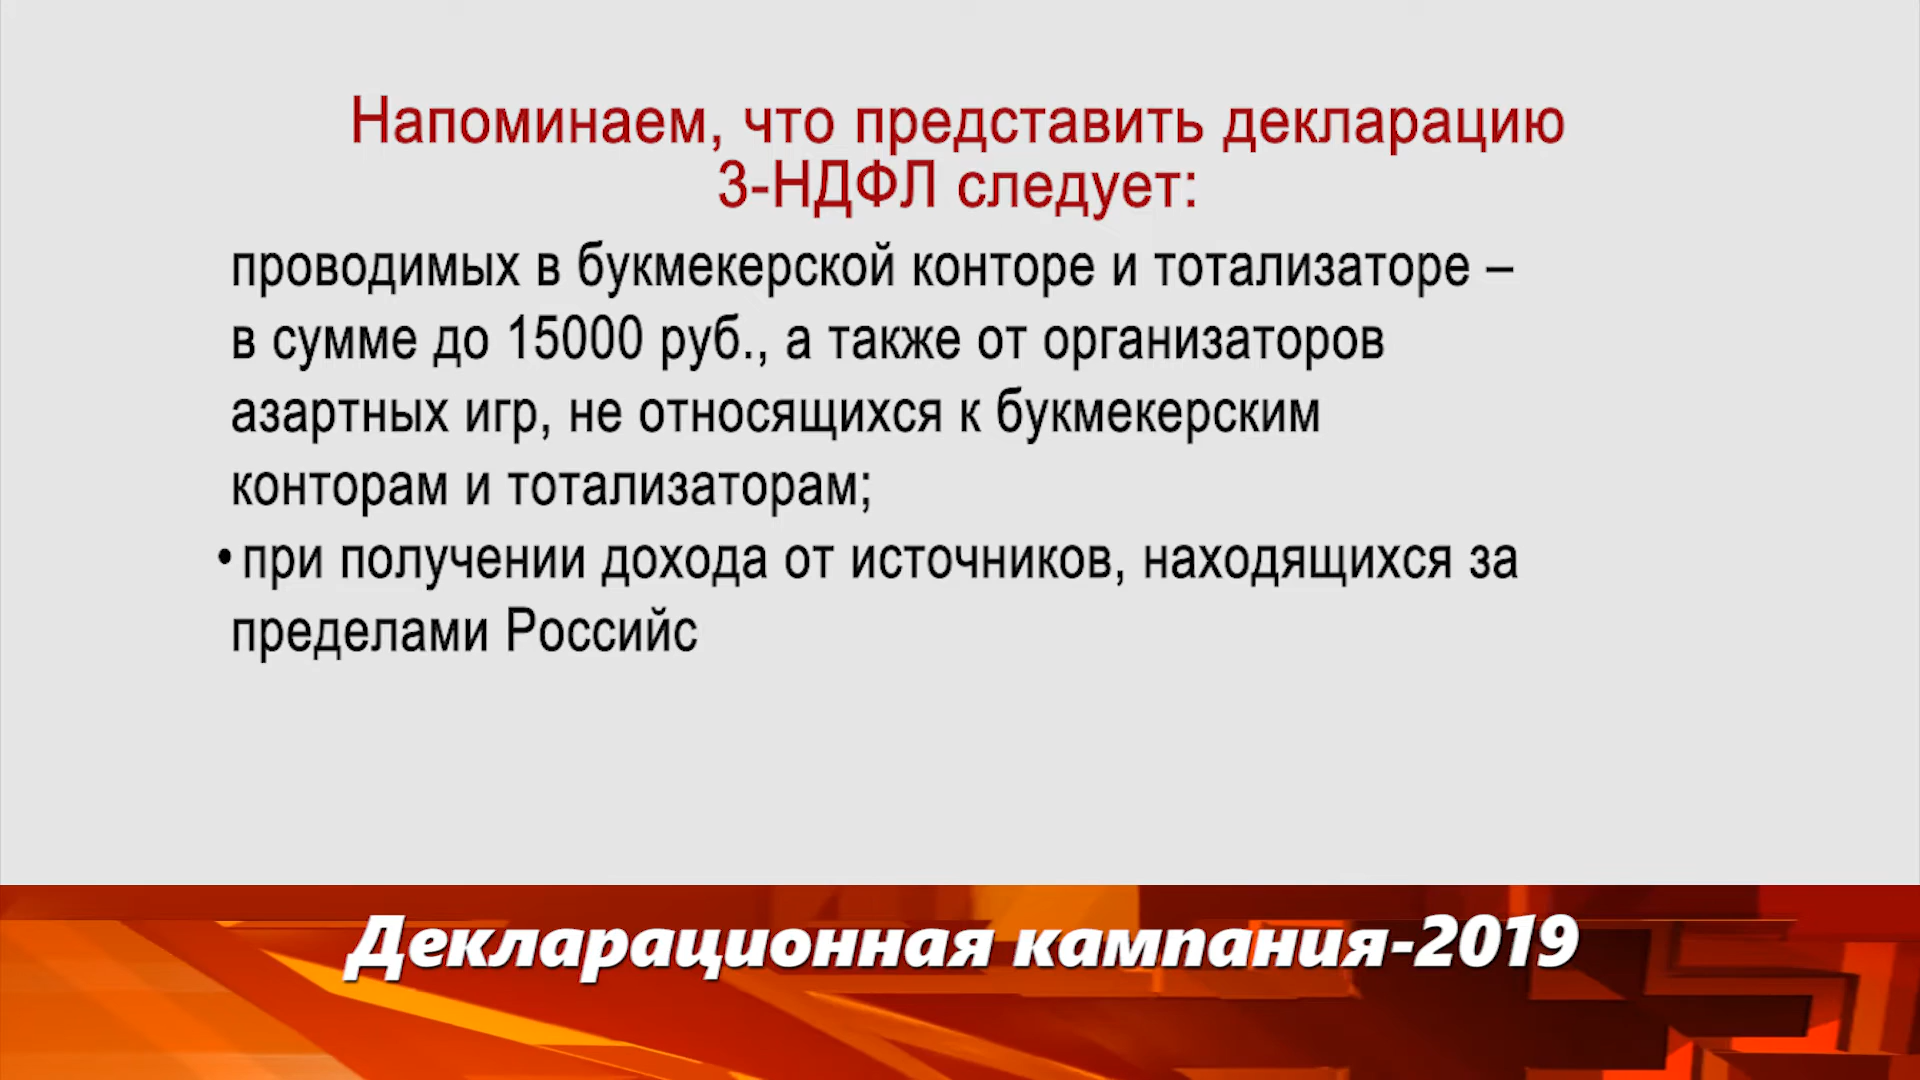 Напоминаем, что представить декларацию
3-НДФЛ следует:
проводимых в букмекерской конторе и тотализаторе –
в сумме до 15000 руб., а также от организаторов
азартных игр, не относящихся к букмекерским
конторам и тотализаторам;
• при получении дохода от источников, находящихся за
пределами Российс
Декларационная кампания-2019